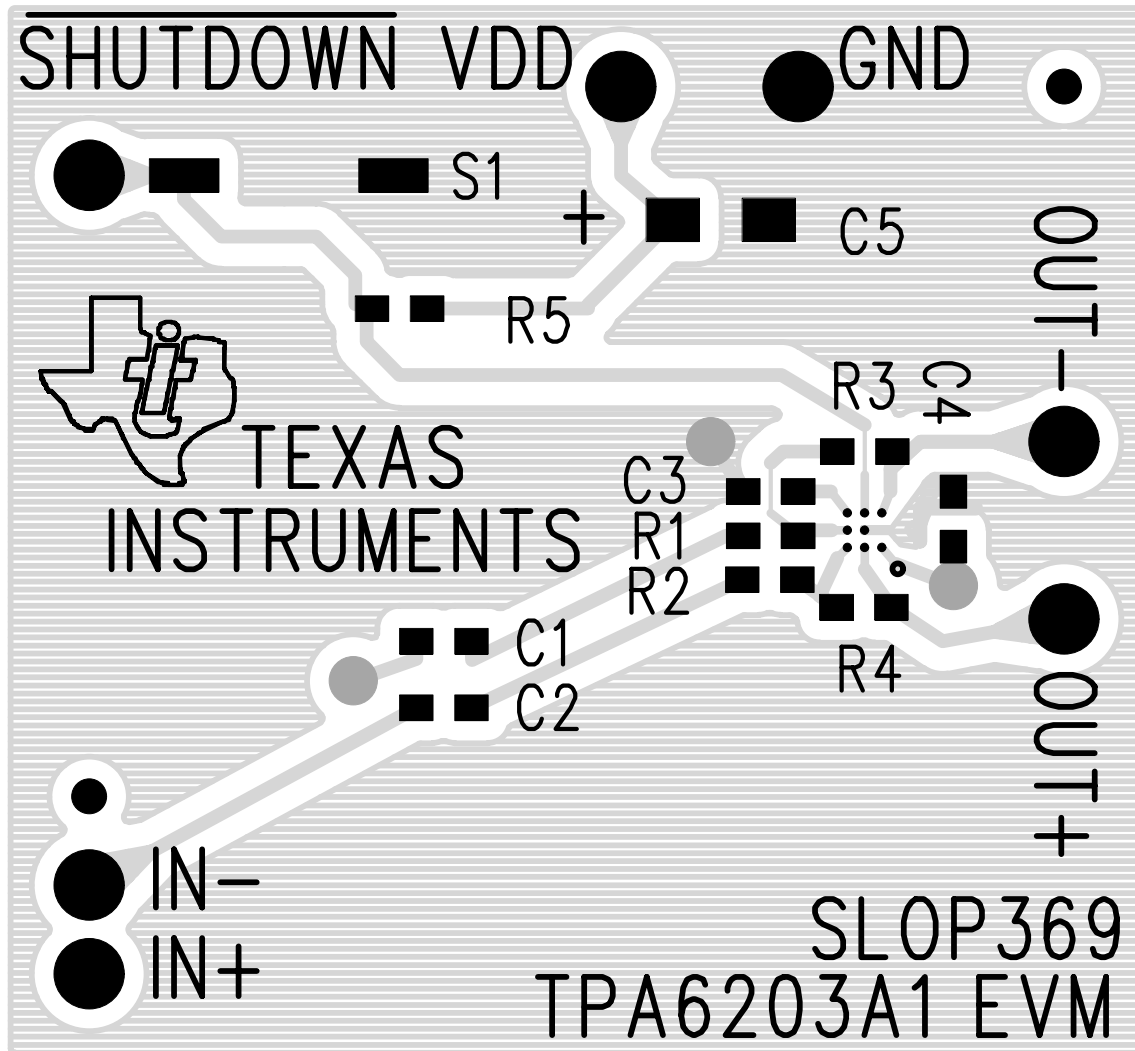 SHUTDOWN VDD GND
S1
+
C5
OUT-
R5
R3
C4
TEXAS
INSTRUMENTS
C3
R1
R2
C1
R4
C2
OUT+
IN-
IN+
SLOP369
TPA6203A1 EVM